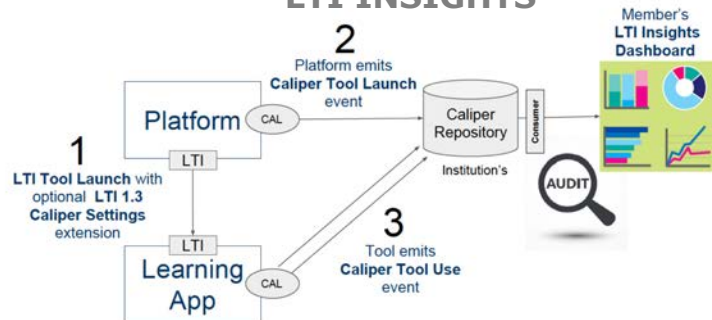 LTI INSIGHTS
Member's
LTI Insights
Dashboard
2
Platform emits
Caliper Tool Launch
event
Platform
CAL
Caliper
Repository
Consumer
Institution's
1
LTI
LTI Tool Launch with
optional LTI 1.3
Caliper Settings
extension
AUDIT
LTI
Learning
App
CAL
3
Tool emits
Caliper Tool Use
event